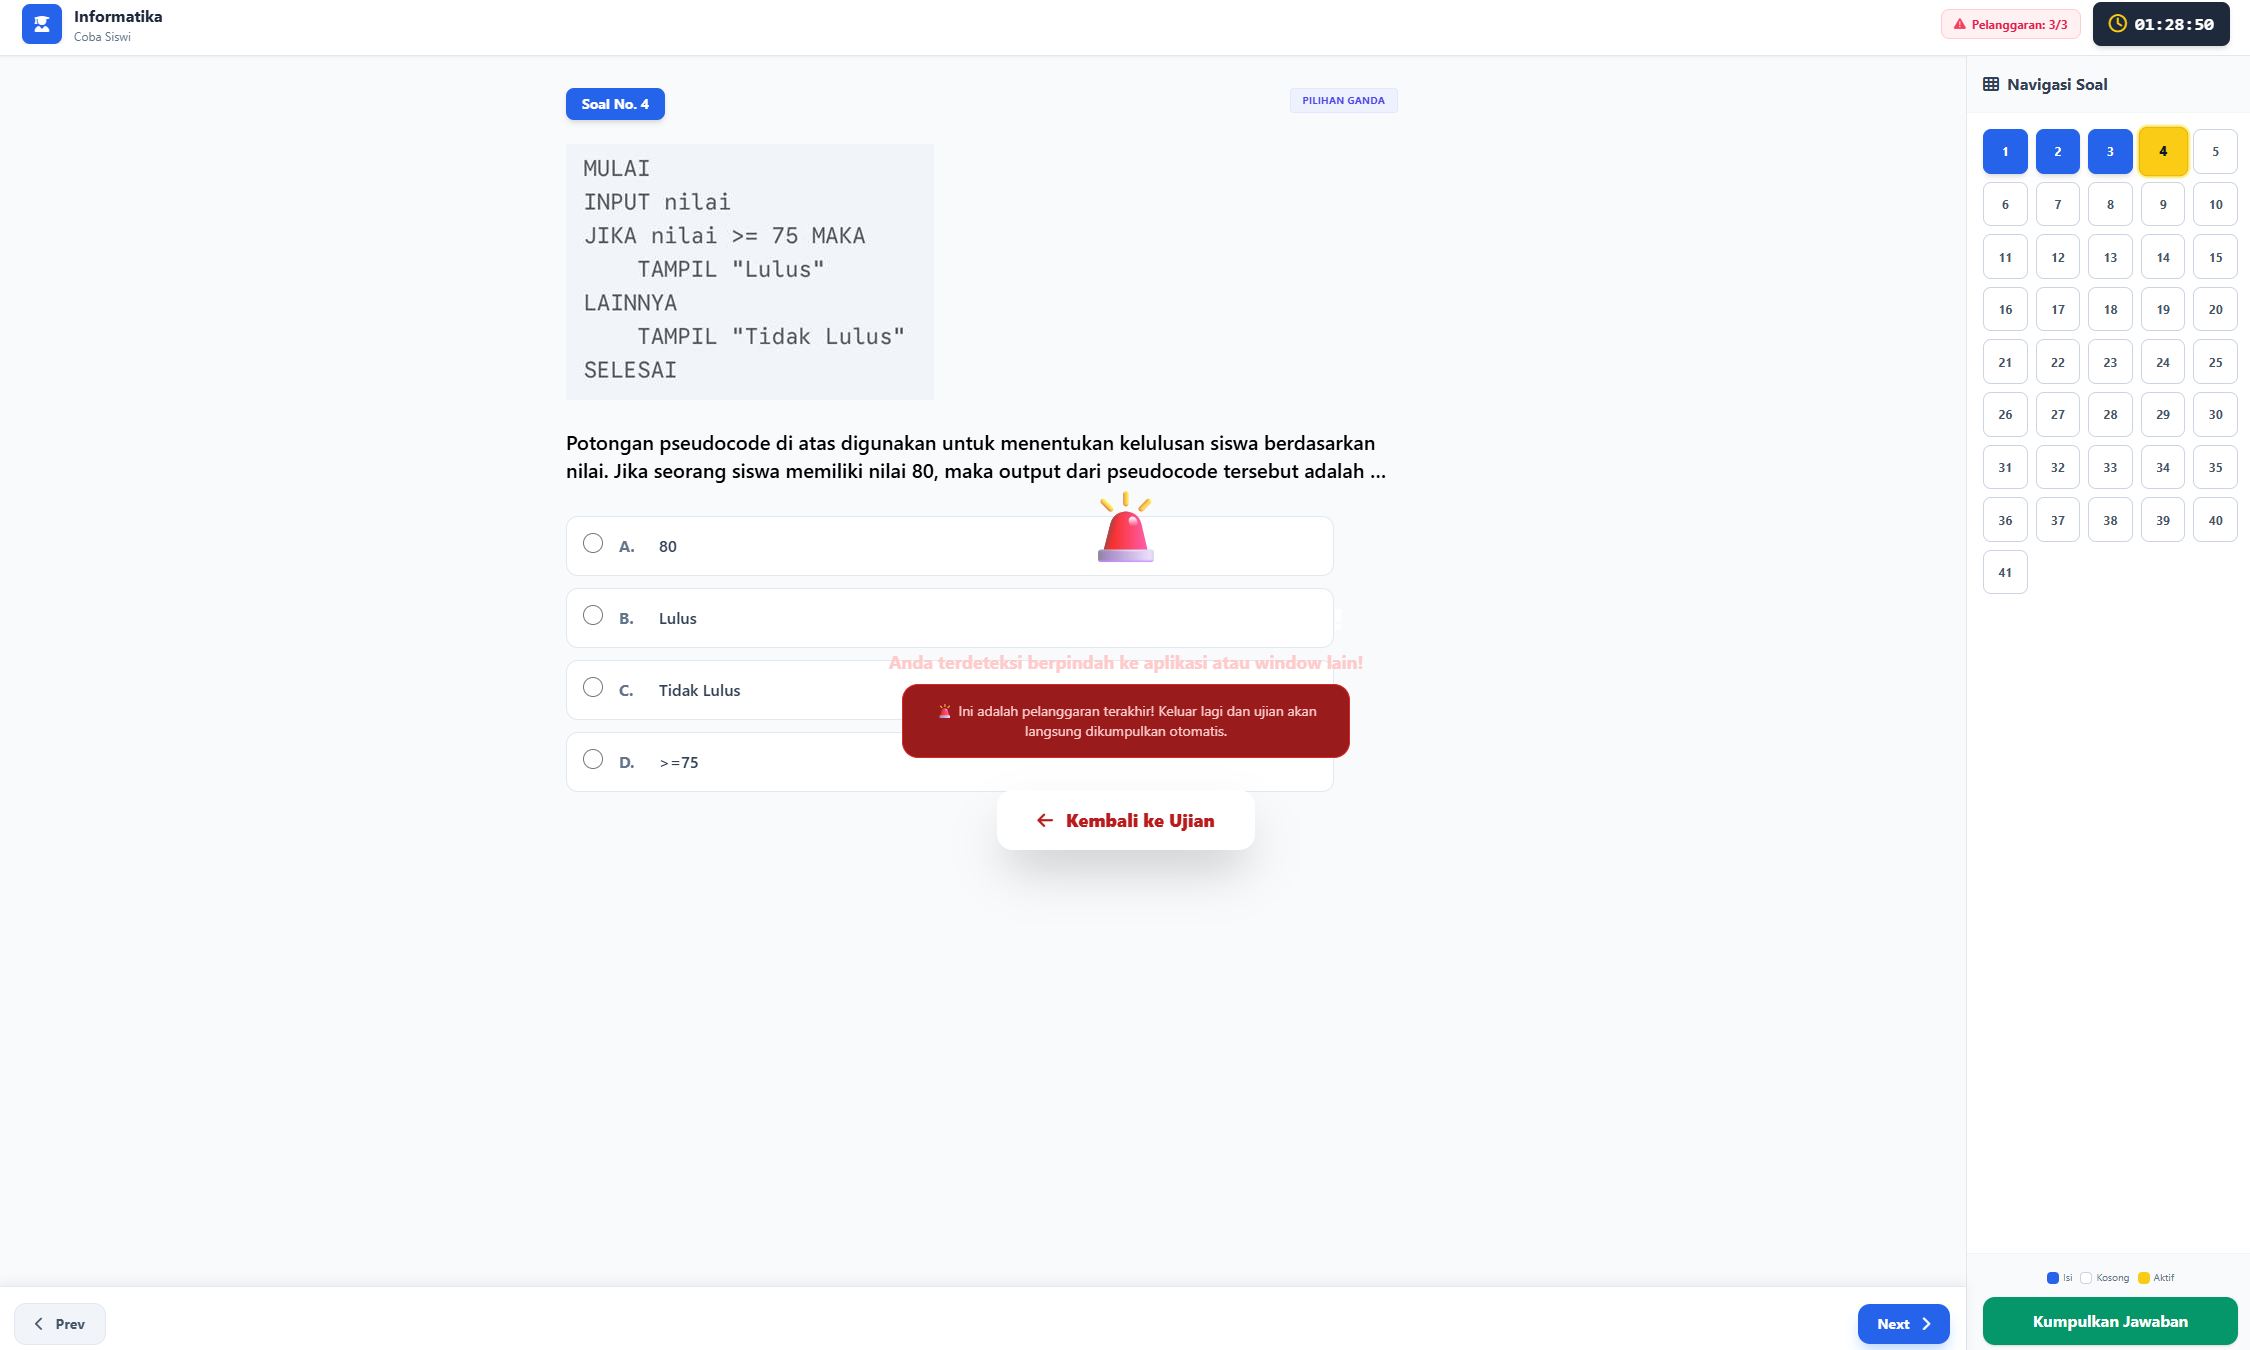 Informatika
Coba Siswi
Pelanggaran: 3/3
01:28:50
Soal No. 4
PILIHAN GANDA
MULAI
INPUT nilai
JIKA nilai >= 75 MAKA
    TAMPIL "Lulus"
LAINNYA
    TAMPIL "Tidak Lulus"
SELESAI
Potongan pseudocode di atas digunakan untuk menentukan kelulusan siswa berdasarkan
nilai. Jika seorang siswa memiliki nilai 80, maka output dari pseudocode tersebut adalah ...
A. 80
B. Lulus
C. Tidak Lulus
D. >=75
Anda terdeteksi berpindah ke aplikasi atau window lain!
Ini adalah pelanggaran terakhir! Keluar lagi dan ujian akan
langsung dikumpulkan otomatis.
Kembali ke Ujian
Prev
Next
Navigasi Soal
1 2 3 4 5
6 7 8 9 10
11 12 13 14 15
16 17 18 19 20
21 22 23 24 25
26 27 28 29 30
31 32 33 34 35
36 37 38 39 40
41
Isi Kosong Aktif
Kumpulkan Jawaban